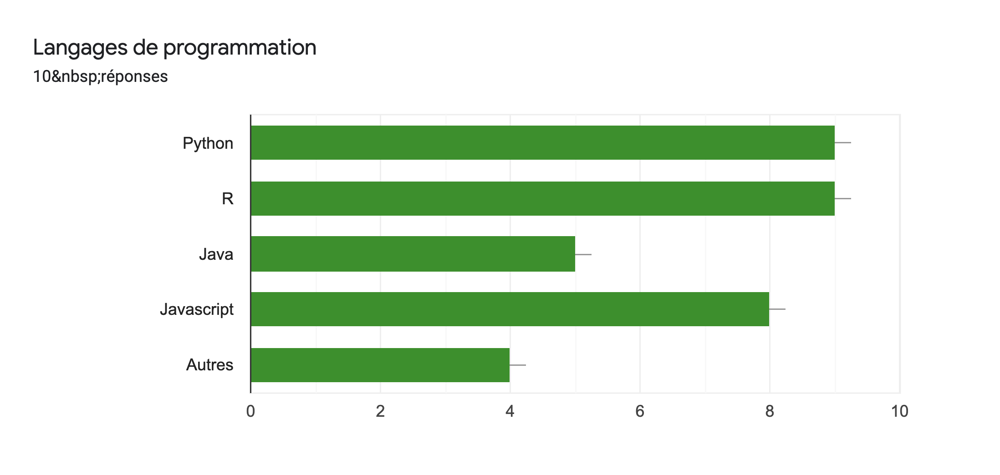 Langages de programmation
10&nbsp;réponses
Python
R
Java
Javascript
Autres
0 2 4 6 8 10